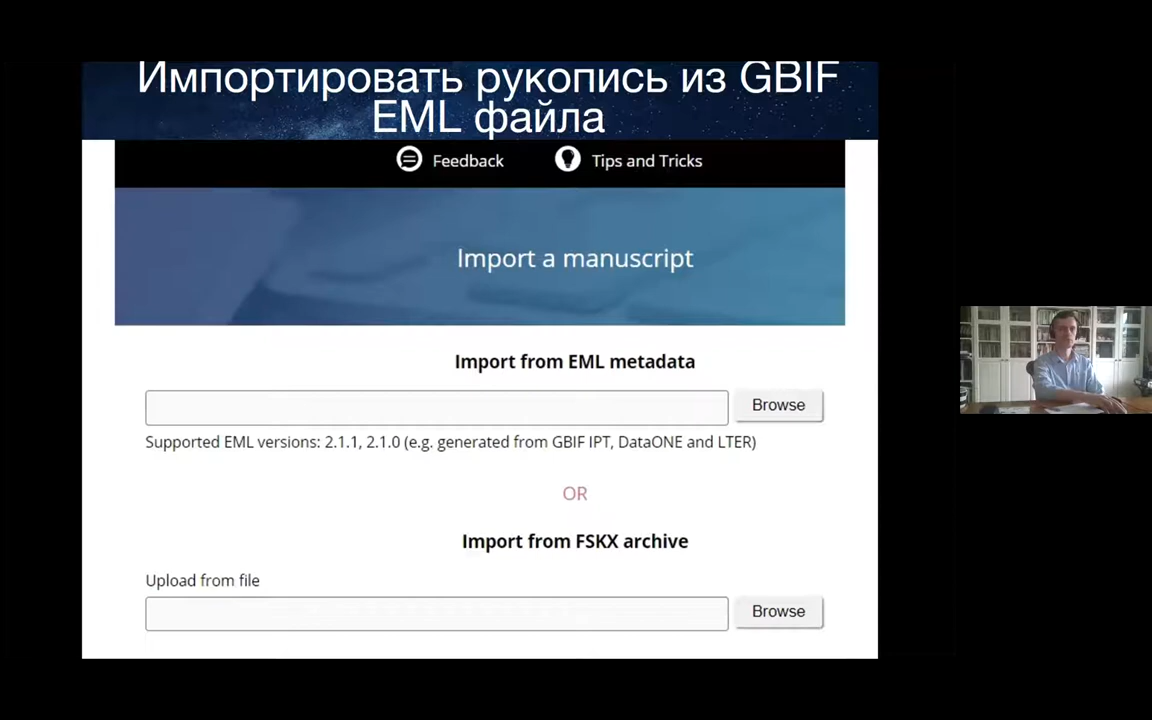 Импортировать рукопись из GBIF
EML файла
Feedback
Tips and Tricks
Import a manuscript
Import from EML metadata
Browse
Supported EML versions: 2.1.1, 2.1.0 (e.g. generated from GBIF IPT, DataONE and LTER)
OR
Import from FSKX archive
Upload from file
Browse